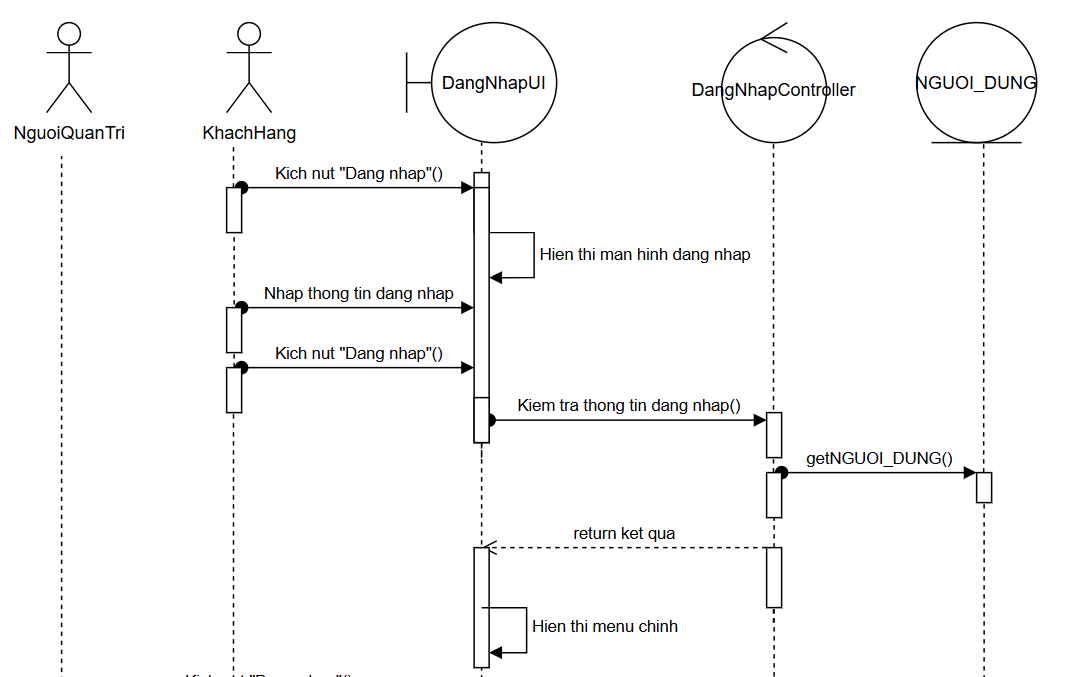 DangNhapUI
DangNhapController
NGUOI_DUNG
NguoiQuanTri
KhachHang
Kich nut "Dang nhap"()
Hien thi man hinh dang nhap
Nhap thong tin dang nhap
Kich nut "Dang nhap"()
Kiem tra thong tin dang nhap()
getNGUOI_DUNG()
return ket qua
Hien thi menu chinh